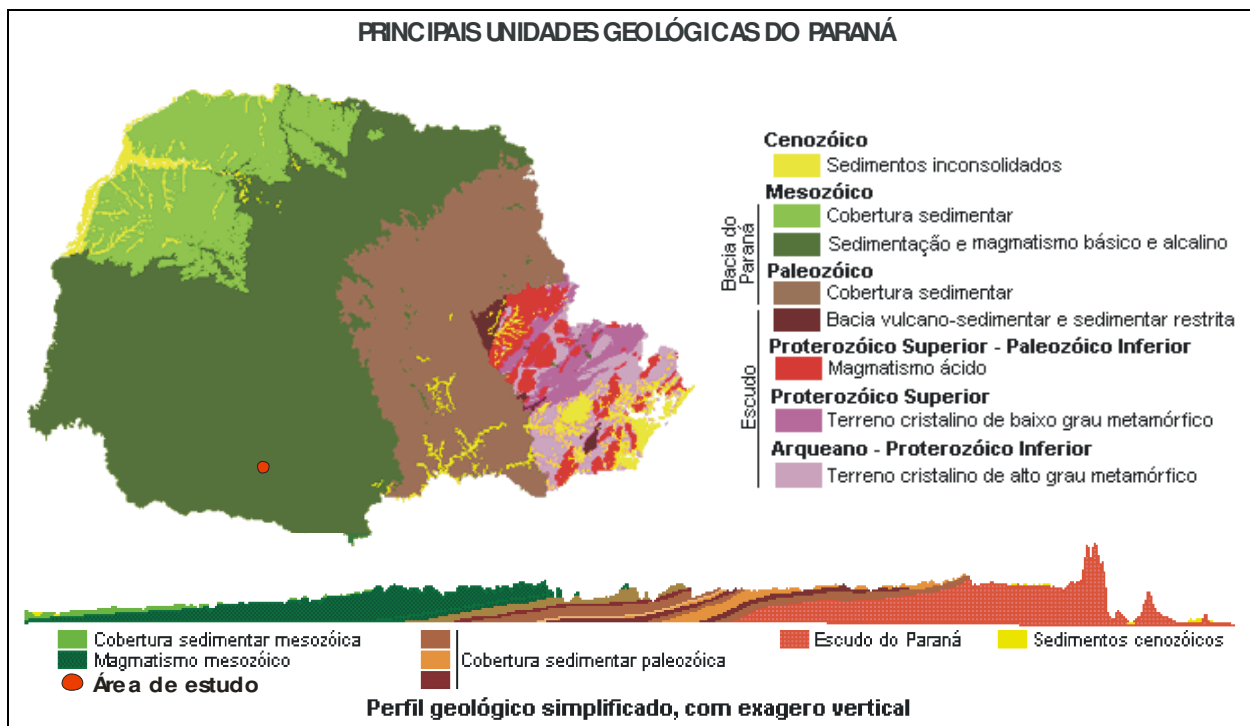 PRINCIPAIS UNIDADES GEOLÓGICAS DO PARANÁ
Cenozóico
Sedimentos inconsolidados
Mesozóico
Cobertura sedimentar
Sedimentação e magmatismo básico e alcalino
Bacia do
Paraná
Paleozóico
Cobertura sedimentar
Bacia vulcano-sedimentar e sedimentar restrita
Proterozóico Superior - Paleozóico Inferior
Magmatismo ácido
Escudo
Proterozóico Superior
Terreno cristalino de baixo grau metamórfico
Arqueano - Proterozóico Inferior
Terreno cristalino de alto grau metamórfico
Cobertura sedimentar mesozóica
Magmatismo mesozóico
Área de estudo
Cobertura sedimentar paleozóica
Escudo do Paraná
Sedimentos cenozóicos
Perfil geológico simplificado, com exagero vertical